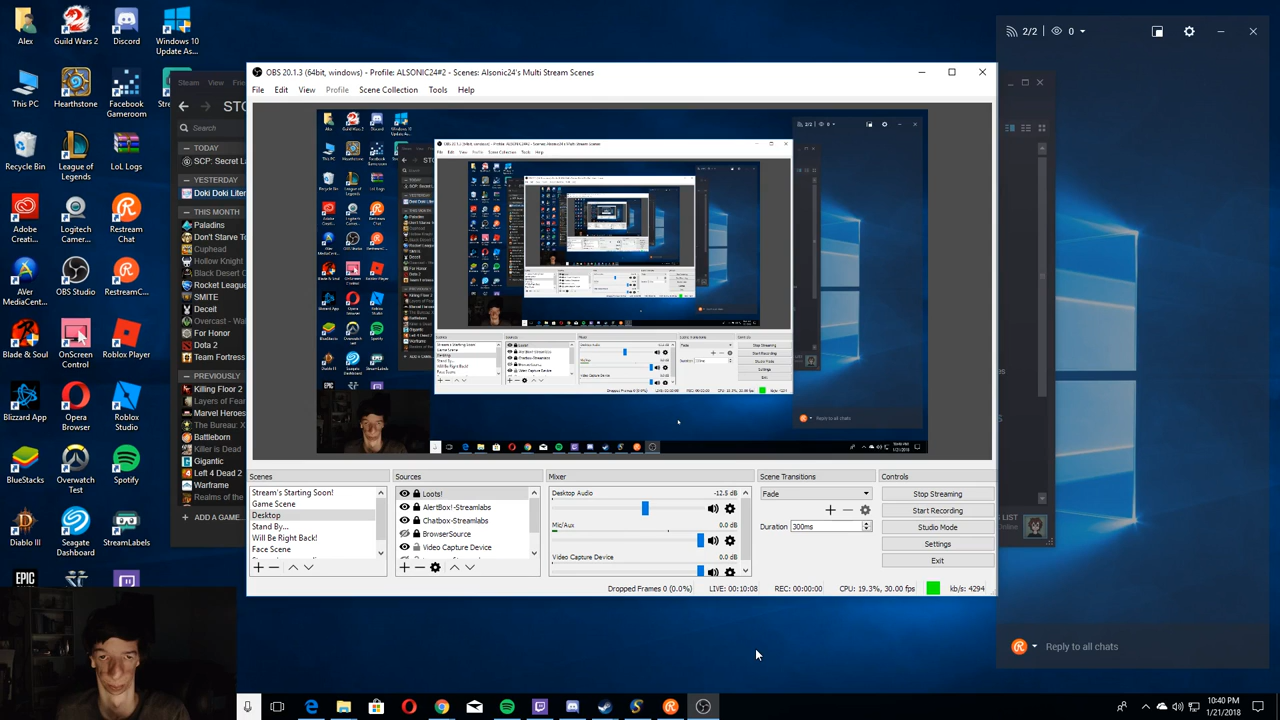 Alex
Guild Wars 2
Discord
Windows 10
Update As...
This PC
Hearthstone
Facebook
Gameroom
Recycle Bin
League of
Legends
LoL Logs
Adobe
Creati...
Logitech
Camer...
Restream
Chat
Aler
MediaCent...
OBS Studio
RestreamC...
Blade & Soul
OnScreen
Control
Roblox Player
Blizzard App
Opera
Browser
Roblox
Studio
BlueStacks
Overwatch
Test
Spotify
Diablo III
Seagate
Dashboard
StreamLabels
EPIC
Steam
View
Search
TODAY
SCP: Secret L
YESTERDAY
Doki Doki Liter
THIS MONTH
Paladins
Don't Starve To
Cuphead
Hollow Knight
Black Desert C
Rocket League
SMITE
Deceit
Overcast - Wal
For Honor
Dota 2
Team Fortress
PREVIOUSLY
Killing Floor 2
Layers of Fear
Marvel Heroes
The Bureau: X
Battleborn
Killer is Dead
Gigantic
Left 4 Dead 2
Warframe
Realms of the
ADD A GAME
OBS 20.1.3 (64bit, windows) - Profile: ALSONIC24#2 - Scenes: Alsonic24's Multi Stream Scenes
File Edit View Profile Scene Collection Tools Help
Scenes
Stream's Starting Soon!
Game Scene
Desktop
Stand By...
Will Be Right Back!
Face Scene
Sources
Loots!
AlertBox!-Streamlabs
Chatbox-Streamlabs
BrowserSource
Video Capture Device
Mixer
Desktop Audio -12.5 dB
Mic/Aux 0.0 dB
Video Capture Device 0.0 dB
Scene Transitions
Fade
Duration 300ms
Controls
Stop Streaming
Start Recording
Studio Mode
Settings
Exit
Dropped Frames 0 (0.0%) LIVE: 00:10:08 REC: 00:00:00 CPU: 19.3%, 30.00 fps kb/s: 4294
2/2 0
Reply to all chats
10:40 PM
1/21/2018